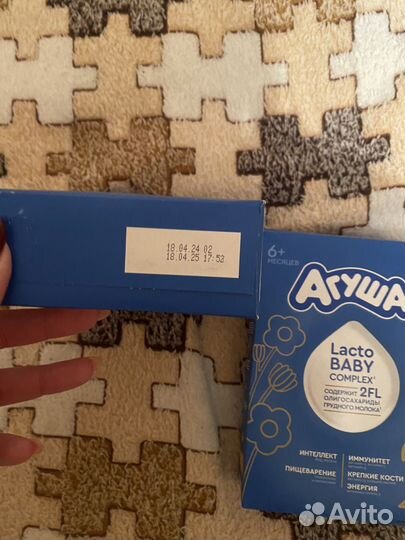 18.04.24 02
18.04.25 17:52
6+
МЕСЯЦЕВ
АГУША
Lacto
BABY
COMPLEX
СОДЕРЖИТ 2FL
ОЛИГОСАХАРИДЫ
ГРУДНОГО МОЛОКА
ИНТЕЛЛЕКТ
ИММУНИТЕТ
ПИЩЕВАРЕНИЕ
КРЕПКИЕ КОСТИ
ЭНЕРГИЯ
2
Avito